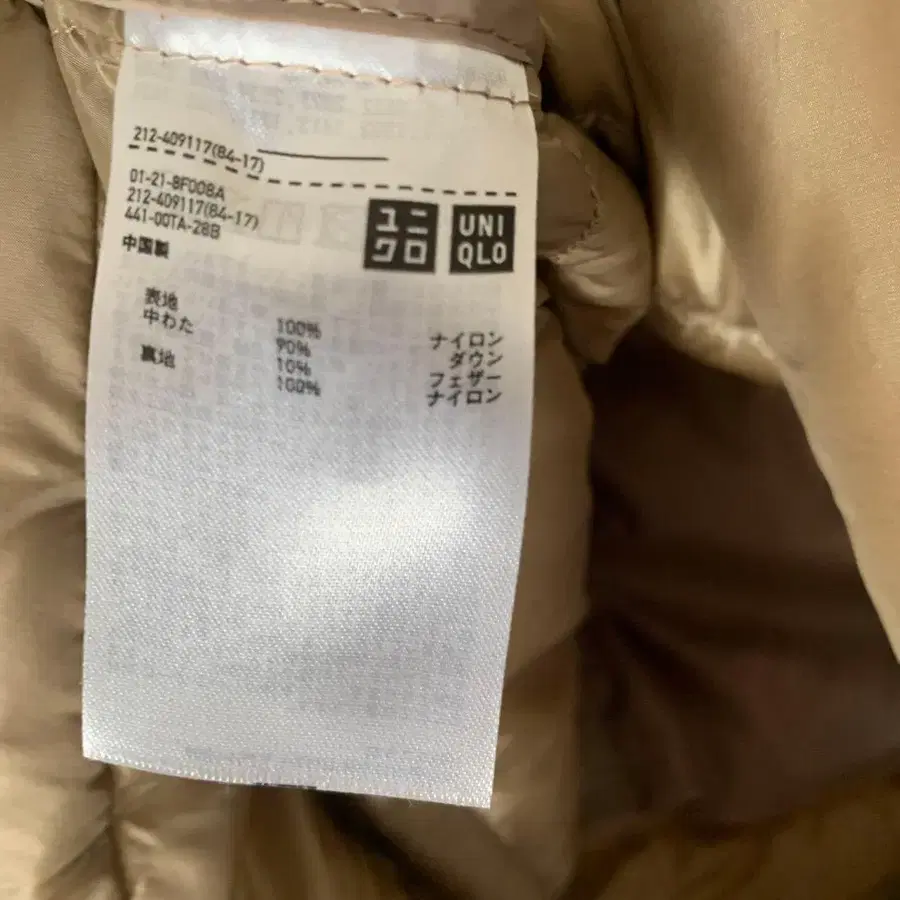 212-409117(84-17)
01-21-8F008A
212-409117(84-17)
441-00TA-28B
中国製
ユニ
クロ
UNI
QLO
表地 100% ナイロン
中わた 90% ダウン
10% フェザー
裏地 100% ナイロン